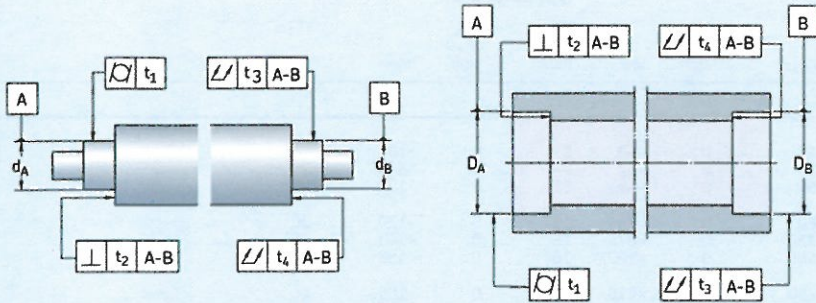 A B
⌭ t₁
⌰ t₃ A-B
A
B
dA
dB
⊥ t₂ A-B
⌰ t₄ A-B
⊥ t₂ A-B
⌰ t₄ A-B
DA
DB
⌭ t₁
⌰ t₃ A-B